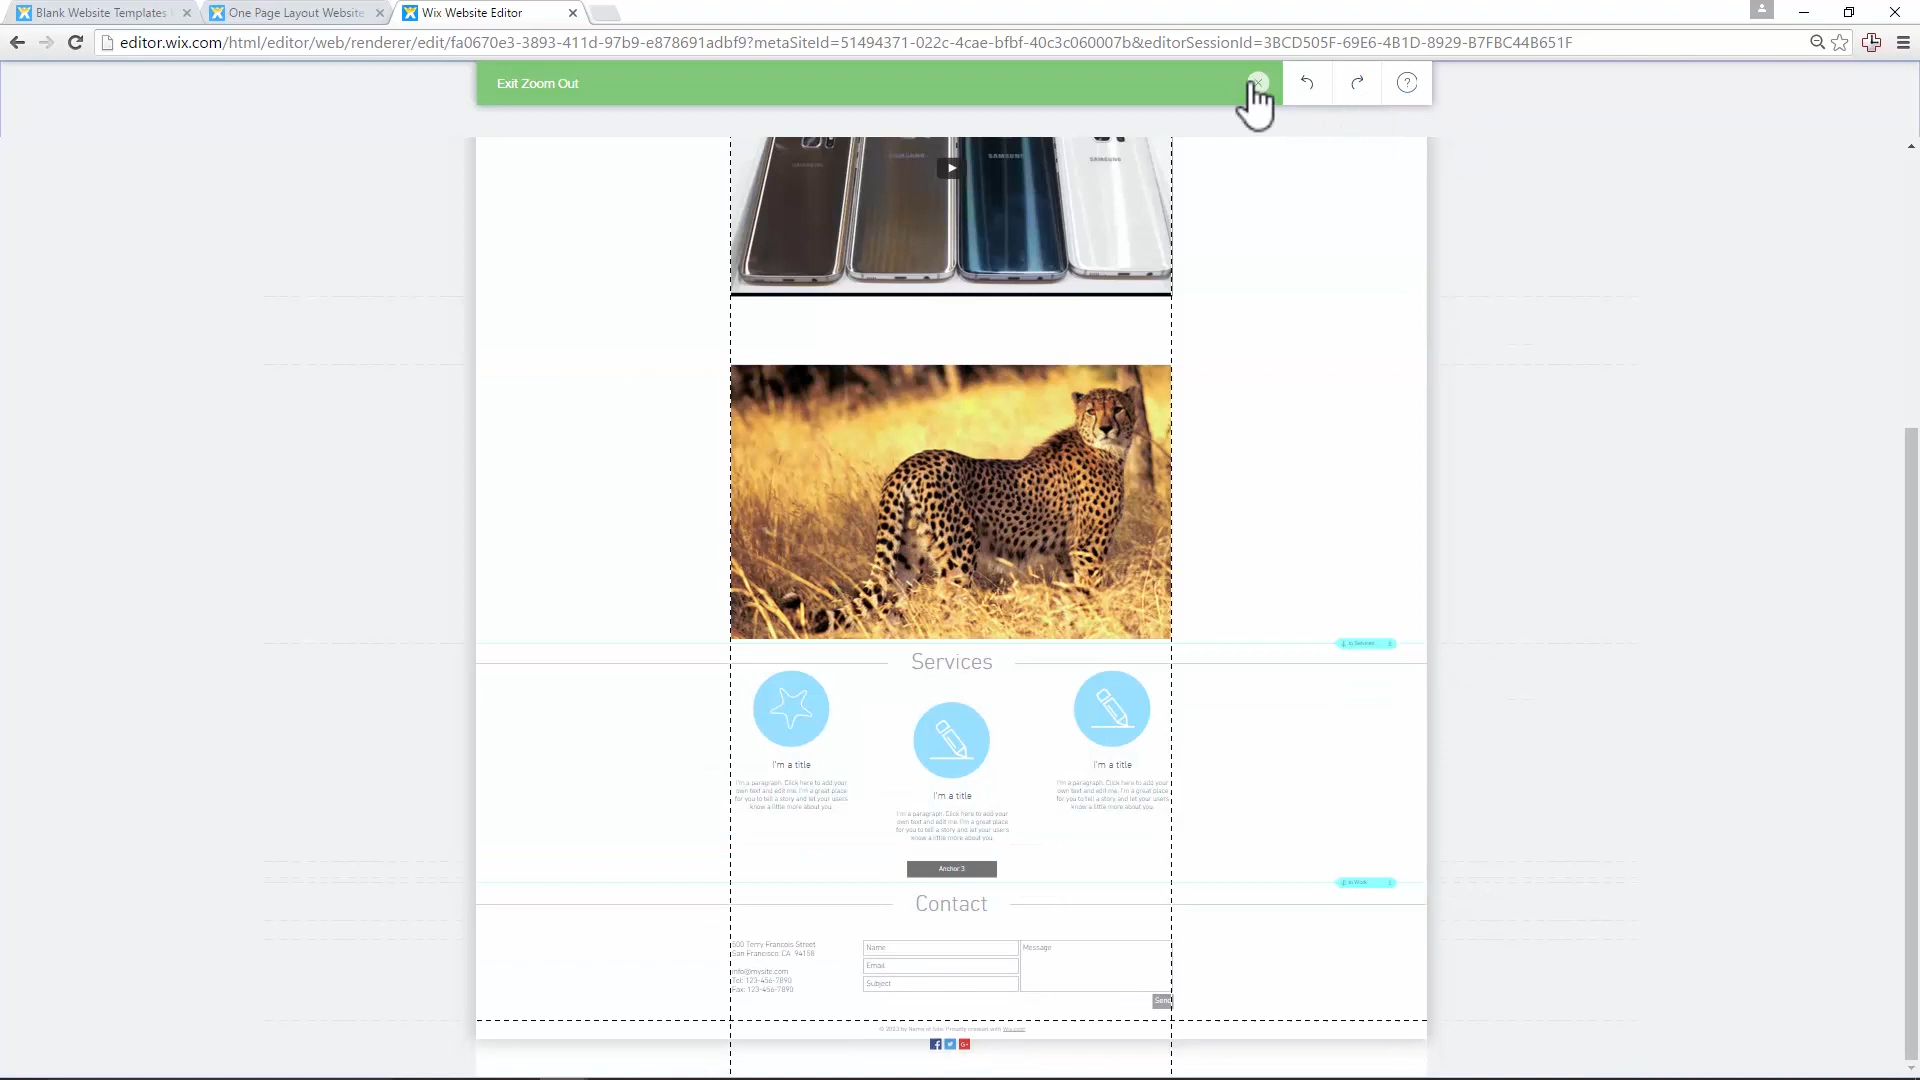 Blank Website Templates
One Page Layout Website
Wix Website Editor
editor.wix.com/html/editor/web/renderer/edit/fa0670e3-3893-411d-97b9-e878691adbf9?metaSiteId=51494371-022c-4cae-bfbf-40c3c060007b&editorSessionId=3BCD505F-69E6-4B1D-8929-B7FBC44B651F
Exit Zoom Out
?
SAMSUNG SAMSUNG SAMSUNG SAMSUNG
to Services
Services
I'm a title
I'm a paragraph. Click here to add your
own text and edit me. I'm a great place
for you to tell a story and let your users
know a little more about you.
I'm a title
I'm a paragraph. Click here to add your
own text and edit me. I'm a great place
for you to tell a story and let your users
know a little more about you.
I'm a title
I'm a paragraph. Click here to add your
own text and edit me. I'm a great place
for you to tell a story and let your users
know a little more about you.
Anchor 3
to Work
Contact
500 Terry Francois Street
San Francisco, CA 94158
info@mysite.com
Tel: 123-456-7890
Fax: 123-456-7890
Name
Email
Subject
Message
Send
© 2023 by Name of Site. Proudly created with Wix.com